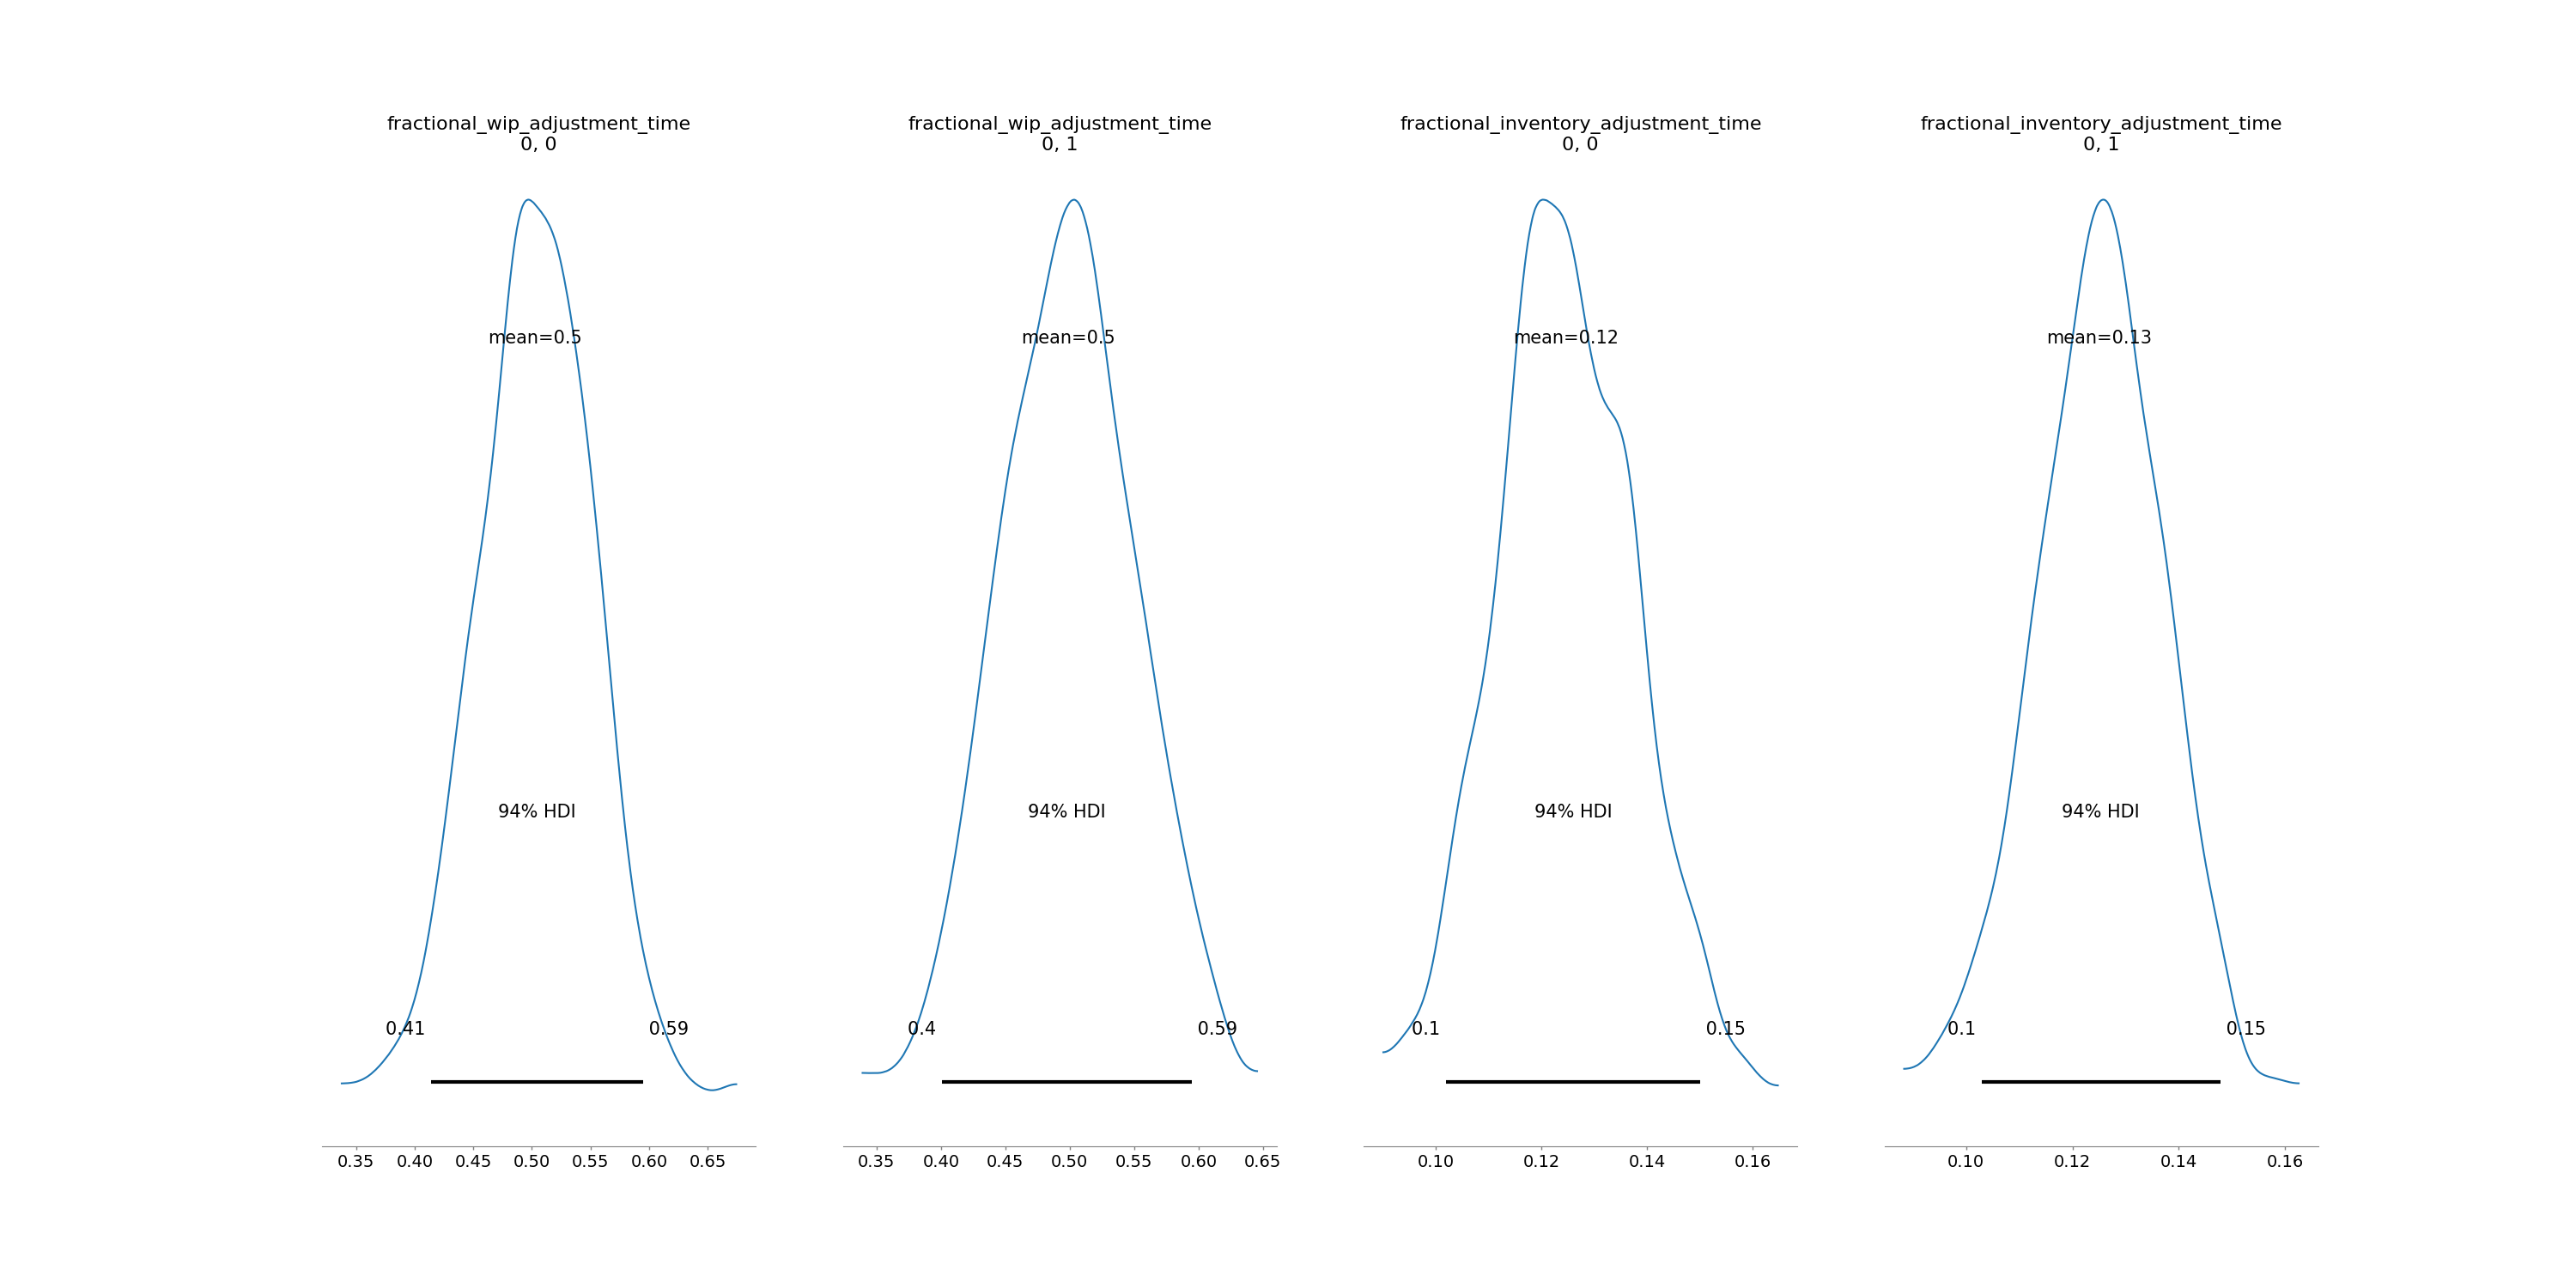 fractional_wip_adjustment_time
0, 0
mean=0.5
94% HDI
0.41
0.59
0.35 0.40 0.45 0.50 0.55 0.60 0.65
fractional_wip_adjustment_time
0, 1
mean=0.5
94% HDI
0.4
0.59
0.35 0.40 0.45 0.50 0.55 0.60 0.65
fractional_inventory_adjustment_time
0, 0
mean=0.12
94% HDI
0.1
0.15
0.10 0.12 0.14 0.16
fractional_inventory_adjustment_time
0, 1
mean=0.13
94% HDI
0.1
0.15
0.10 0.12 0.14 0.16